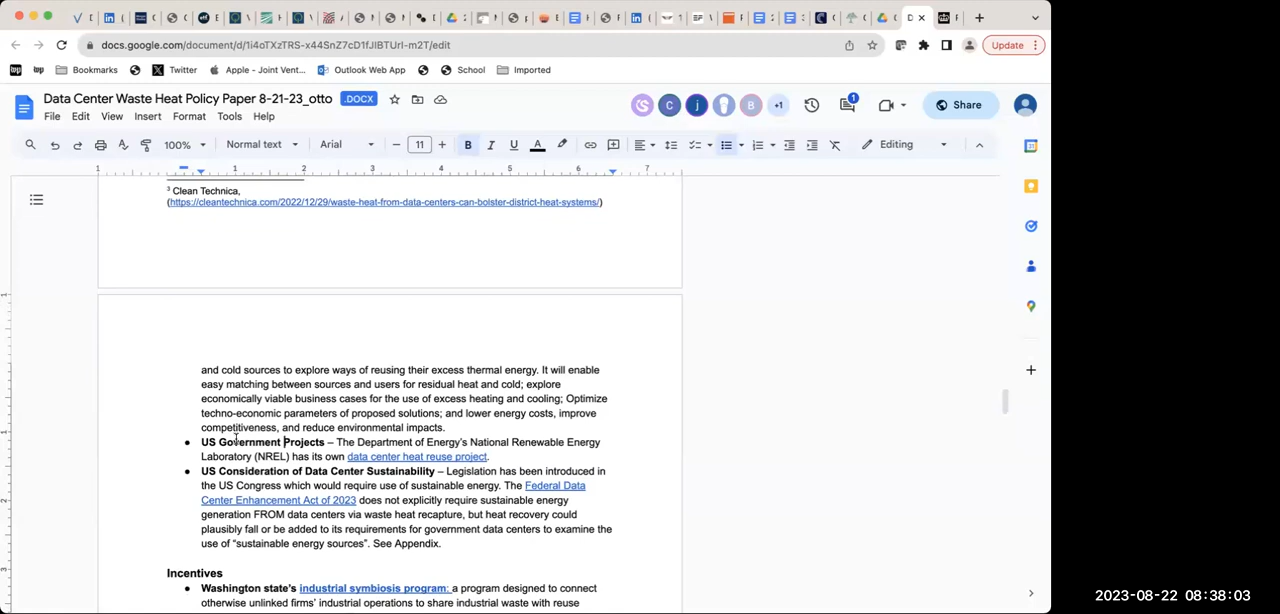 docs.google.com/document/d/1i4oTXzTRS-x44SnZ7cD1fJIBTUrI-m2T/edit
Update
Bookmarks
Twitter
Apple - Joint Vent...
Outlook Web App
School
Imported
Data Center Waste Heat Policy Paper 8-21-23_otto
.DOCX
File Edit View Insert Format Tools Help
C j B +1
1
Share
100% Normal text Arial 11 B I U A Editing
1 1 2 3 4 5 6 7
3 Clean Technica,
(https://cleantechnica.com/2022/12/29/waste-heat-from-data-centers-can-bolster-district-heat-systems/)
and cold sources to explore ways of reusing their excess thermal energy. It will enable
easy matching between sources and users for residual heat and cold; explore
economically viable business cases for the use of excess heating and cooling; Optimize
techno-economic parameters of proposed solutions; and lower energy costs, improve
competitiveness, and reduce environmental impacts.
● US Government Projects – The Department of Energy's National Renewable Energy
Laboratory (NREL) has its own data center heat reuse project.
● US Consideration of Data Center Sustainability – Legislation has been introduced in
the US Congress which would require use of sustainable energy. The Federal Data
Center Enhancement Act of 2023 does not explicitly require sustainable energy
generation FROM data centers via waste heat recapture, but heat recovery could
plausibly fall or be added to its requirements for government data centers to examine the
use of "sustainable energy sources". See Appendix.
Incentives
● Washington state's industrial symbiosis program: a program designed to connect
otherwise unlinked firms' industrial operations to share industrial waste with reuse
2023-08-22 08:38:03